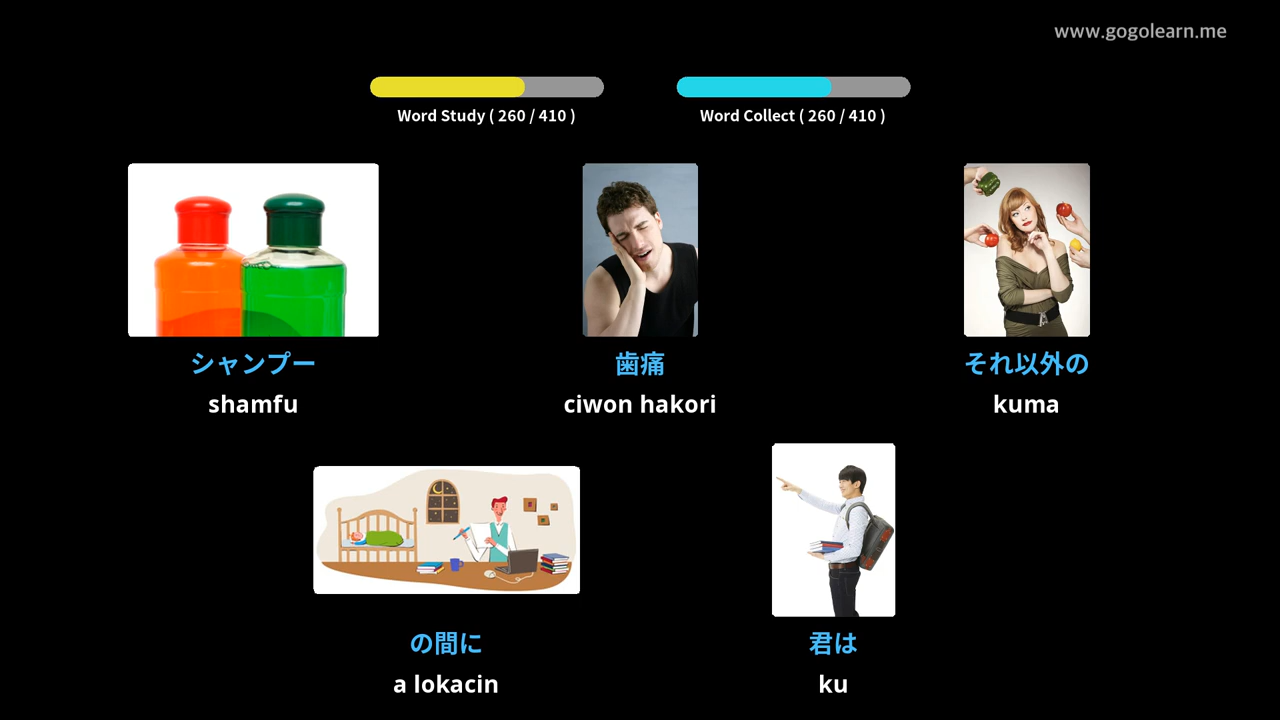 www.gogolearn.me
Word Study ( 260 / 410 )
Word Collect ( 260 / 410 )
シャンプー
shamfu
歯痛
ciwon hakori
それ以外の
kuma
の間に
a lokacin
君は
ku